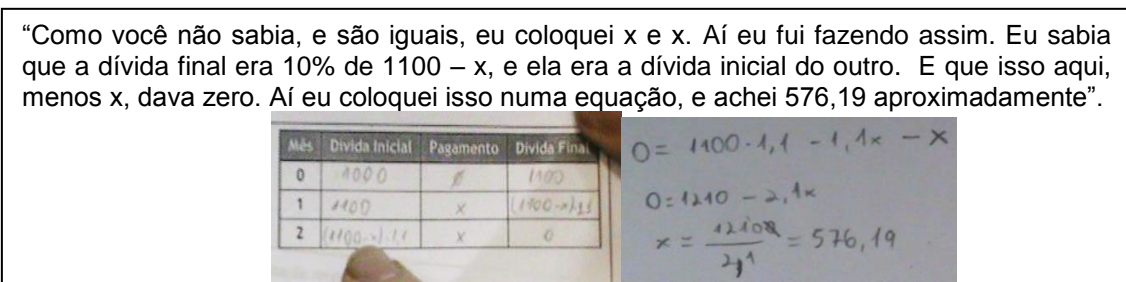 “Como você não sabia, e são iguais, eu coloquei x e x. Aí eu fui fazendo assim. Eu sabia
que a dívida final era 10% de 1100 – x, e ela era a dívida inicial do outro. E que isso aqui,
menos x, dava zero. Aí eu coloquei isso numa equação, e achei 576,19 aproximadamente”.
Mês Dívida Inicial Pagamento Dívida Final
0 1000 ø 1100
1 1100 x (1100-x)1,1
2 (1100-x).1,1 x 0
0 = 1100.1,1 - 1,1x - x
0 = 1210 - 2,1x
x = 1210 / 2,1 = 576,19